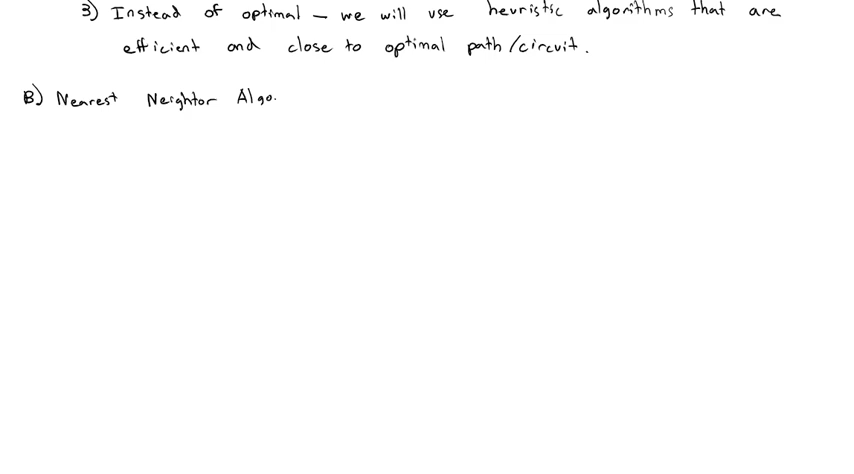 3) Instead of optimal – we will use heuristic algorithms that are
efficient and close to optimal path/circuit.
B) Nearest Neightor Algo.